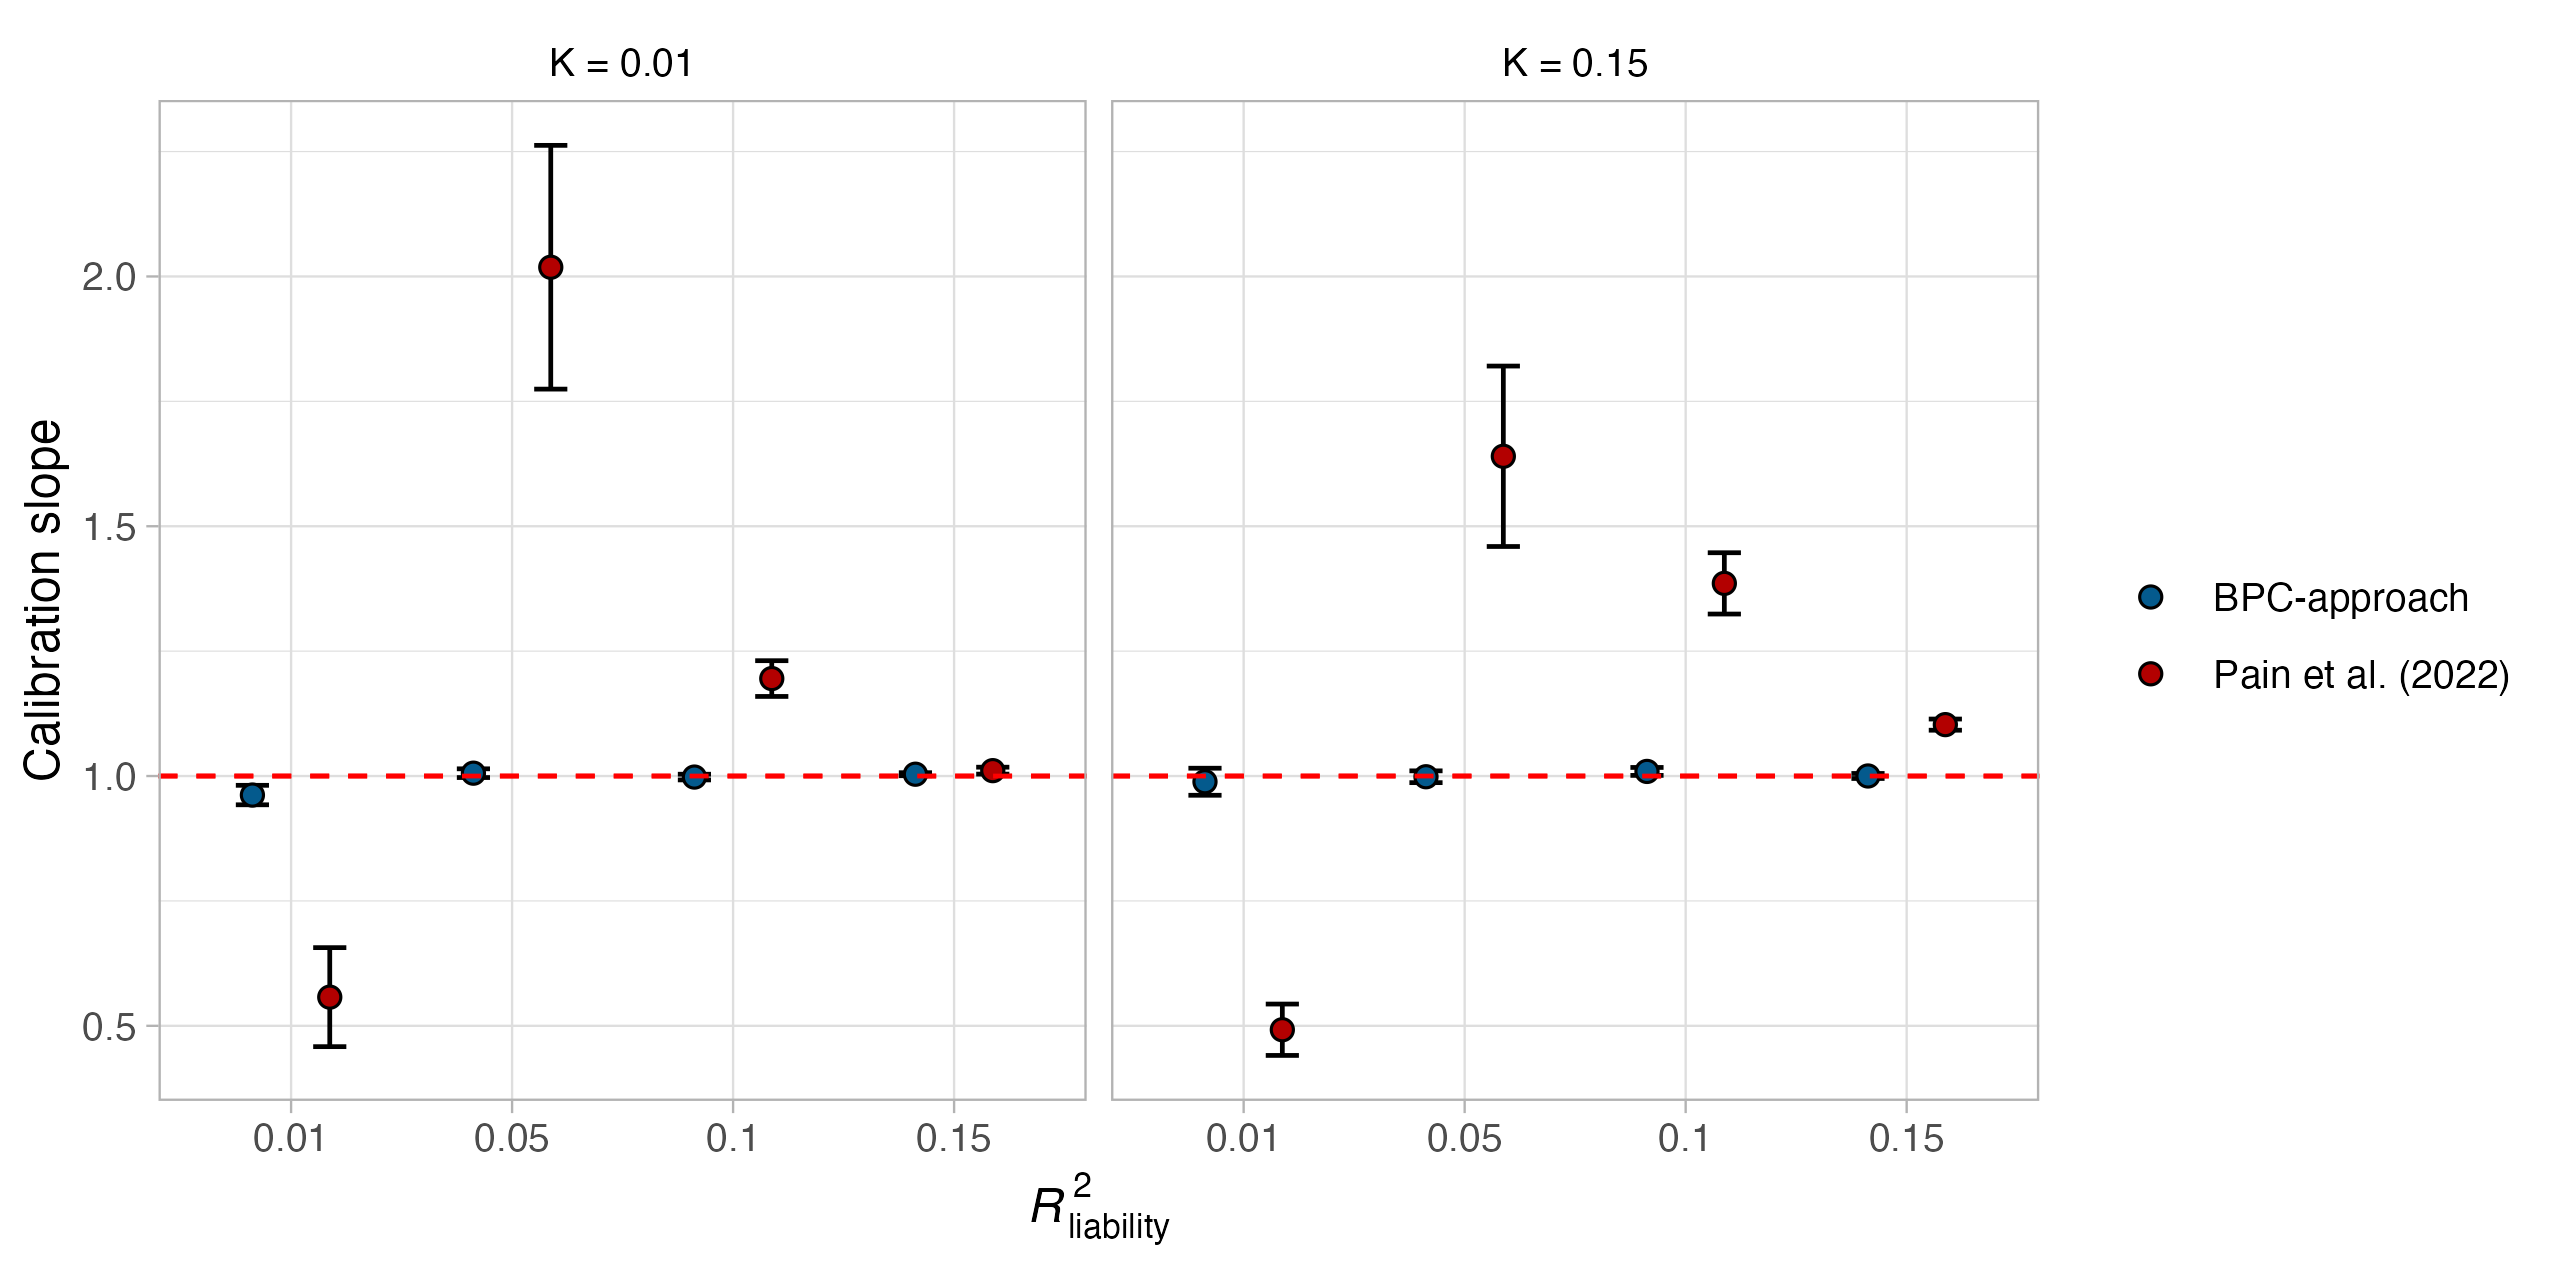 K = 0.01
K = 0.15
Calibration slope
2.0
1.5
1.0
0.5
0.01 0.05 0.1 0.15
0.01 0.05 0.1 0.15
R² liability
BPC-approach
Pain et al. (2022)